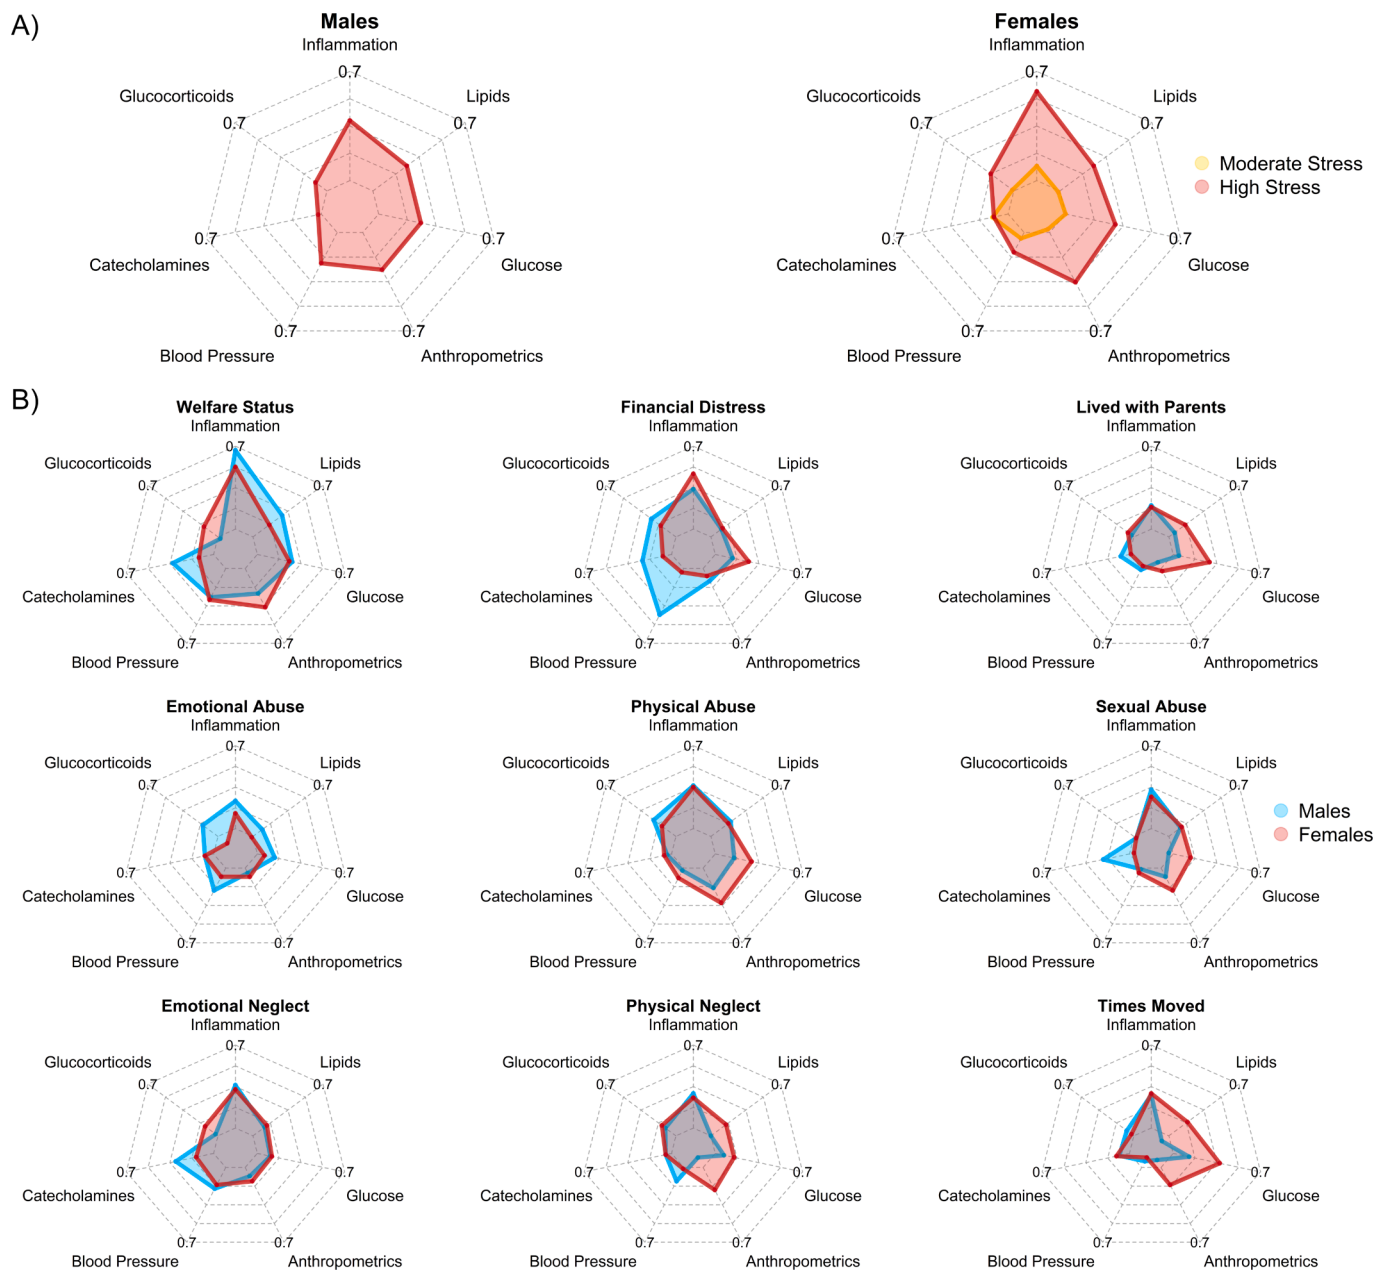 A)
Males
Inflammation
0.7
Glucocorticoids
Lipids
0.7
0.7
0.7
0.7
Catecholamines
Glucose
0.7
0.7
Blood Pressure
Anthropometrics
Females
Inflammation
0.7
Glucocorticoids
Lipids
0.7
0.7
0.7
0.7
Catecholamines
Glucose
0.7
0.7
Blood Pressure
Anthropometrics
Moderate Stress
High Stress
B)
Welfare Status
Inflammation
0.7
Glucocorticoids
Lipids
0.7
0.7
0.7
0.7
Catecholamines
Glucose
0.7
0.7
Blood Pressure
Anthropometrics
Financial Distress
Inflammation
0.7
Glucocorticoids
Lipids
0.7
0.7
0.7
0.7
Catecholamines
Glucose
0.7
0.7
Blood Pressure
Anthropometrics
Lived with Parents
Inflammation
0.7
Glucocorticoids
Lipids
0.7
0.7
0.7
0.7
Catecholamines
Glucose
0.7
0.7
Blood Pressure
Anthropometrics
Emotional Abuse
Inflammation
0.7
Glucocorticoids
Lipids
0.7
0.7
0.7
0.7
Catecholamines
Glucose
0.7
0.7
Blood Pressure
Anthropometrics
Physical Abuse
Inflammation
0.7
Glucocorticoids
Lipids
0.7
0.7
0.7
0.7
Catecholamines
Glucose
0.7
0.7
Blood Pressure
Anthropometrics
Sexual Abuse
Inflammation
0.7
Glucocorticoids
Lipids
0.7
0.7
0.7
0.7
Catecholamines
Glucose
0.7
0.7
Blood Pressure
Anthropometrics
Males
Females
Emotional Neglect
Inflammation
0.7
Glucocorticoids
Lipids
0.7
0.7
0.7
0.7
Catecholamines
Glucose
0.7
0.7
Blood Pressure
Anthropometrics
Physical Neglect
Inflammation
0.7
Glucocorticoids
Lipids
0.7
0.7
0.7
0.7
Catecholamines
Glucose
0.7
0.7
Blood Pressure
Anthropometrics
Times Moved
Inflammation
0.7
Glucocorticoids
Lipids
0.7
0.7
0.7
0.7
Catecholamines
Glucose
0.7
0.7
Blood Pressure
Anthropometrics